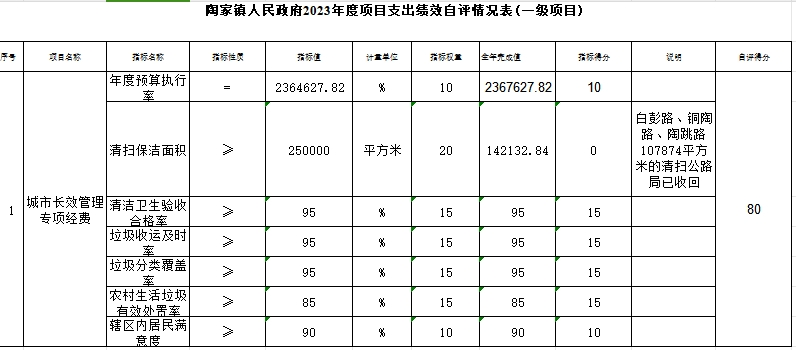 陶家镇人民政府2023年度项目支出绩效自评情况表(一级项目)
序号 项目名称 指标名称 指标性质 指标值 计量单位 指标权重 全年完成值 指标得分 说明 自评得分
1 城市长效管理
专项经费
年度预算执行
率 = 2364627.82 % 10 2367627.82 10
清扫保洁面积 ≥ 250000 平方米 20 142132.84 0
白彭路、铜陶
路、陶跳路
107874平方
米的清扫公路
局已收回
清洁卫生验收
合格率 ≥ 95 % 15 95 15
垃圾收运及时
率 ≥ 95 % 15 95 15
垃圾分类覆盖
率 ≥ 95 % 15 95 15
农村生活垃圾
有效处置率 ≥ 85 % 15 85 15
辖区内居民满
意度 ≥ 90 % 10 90 10
80